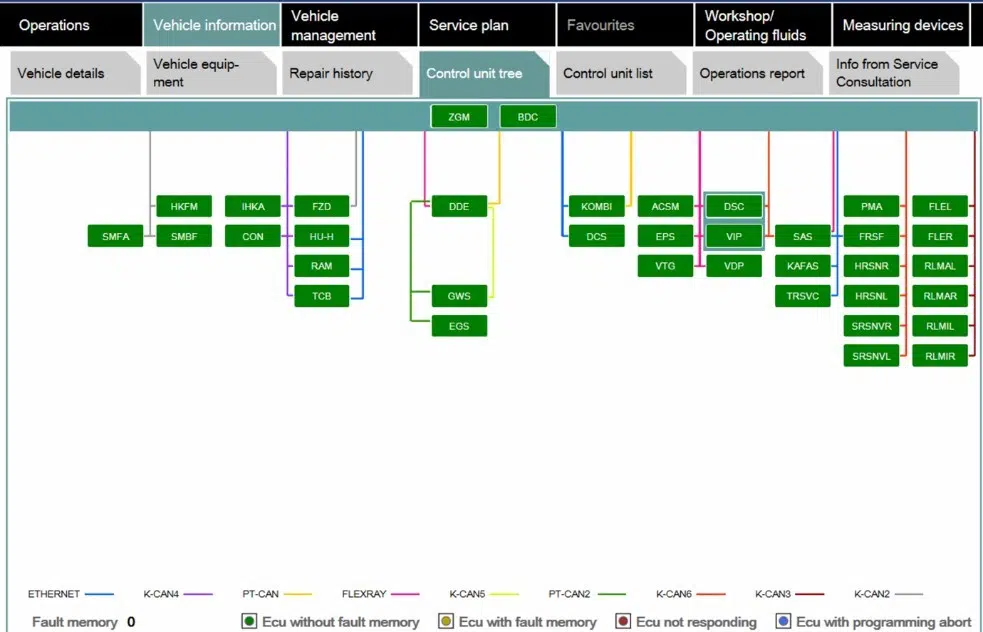 Operations
Vehicle information
Vehicle
management
Service plan
Favourites
Workshop/
Operating fluids
Measuring devices
Vehicle details
Vehicle equip-
ment
Repair history
Control unit tree
Control unit list
Operations report
Info from Service
Consultation
ZGM BDC
HKFM IHKA FZD DDE KOMBI ACSM DSC PMA FLEL
SMFA SMBF CON HU-H DCS EPS VIP SAS FRSF FLER
RAM VTG VDP KAFAS HRSNR RLMAL
TCB GWS TRSVC HRSNL RLMAR
EGS SRSNVR RLMIL
SRSNVL RLMIR
ETHERNET K-CAN4 PT-CAN FLEXRAY K-CAN5 PT-CAN2 K-CAN6 K-CAN3 K-CAN2
Fault memory 0 Ecu without fault memory Ecu with fault memory Ecu not responding Ecu with programming abort